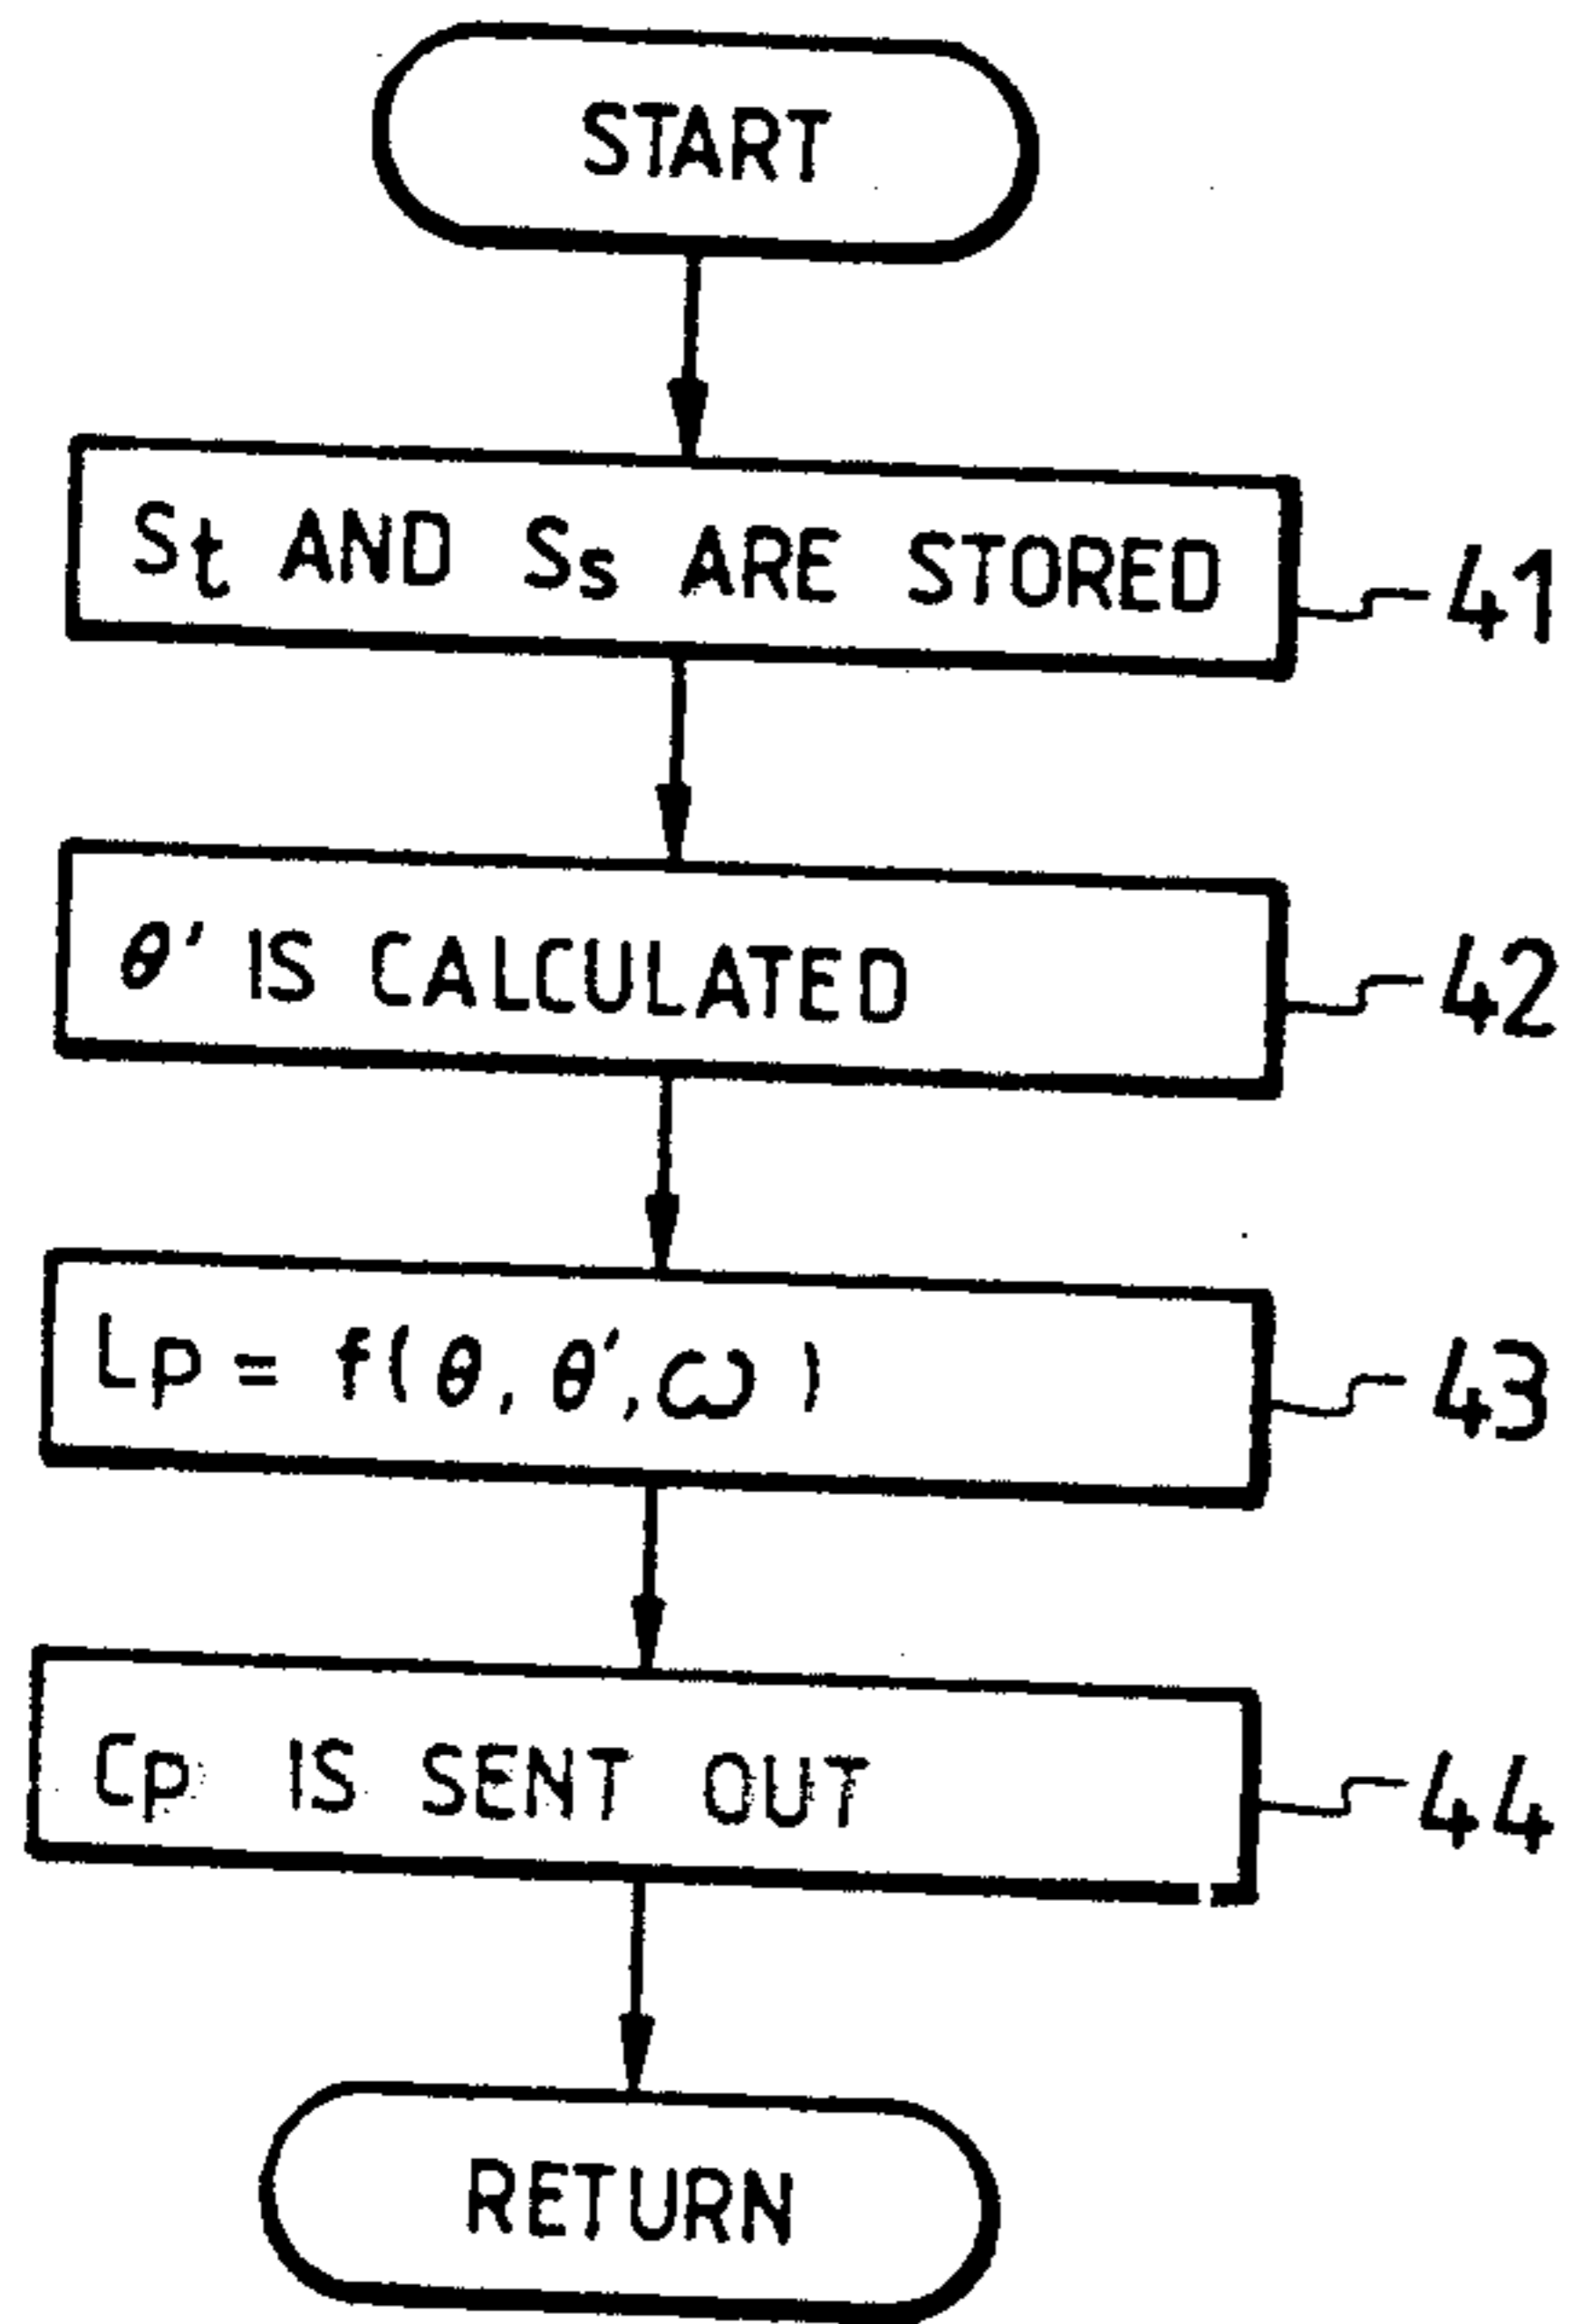 START
St AND Ss ARE STORED
41
θ' IS CALCULATED
42
Lp = f(θ, θ', ω)
43
Cp IS SENT OUT
44
RETURN